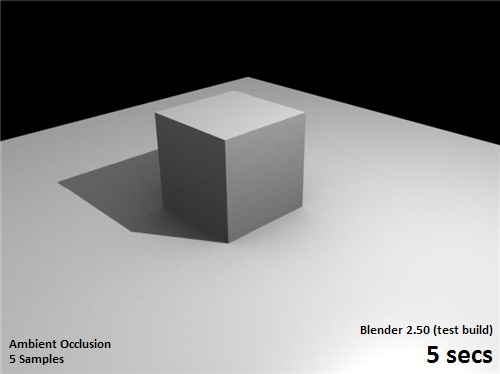 Ambient Occlusion
5 Samples
Blender 2.50 (test build)
5 secs